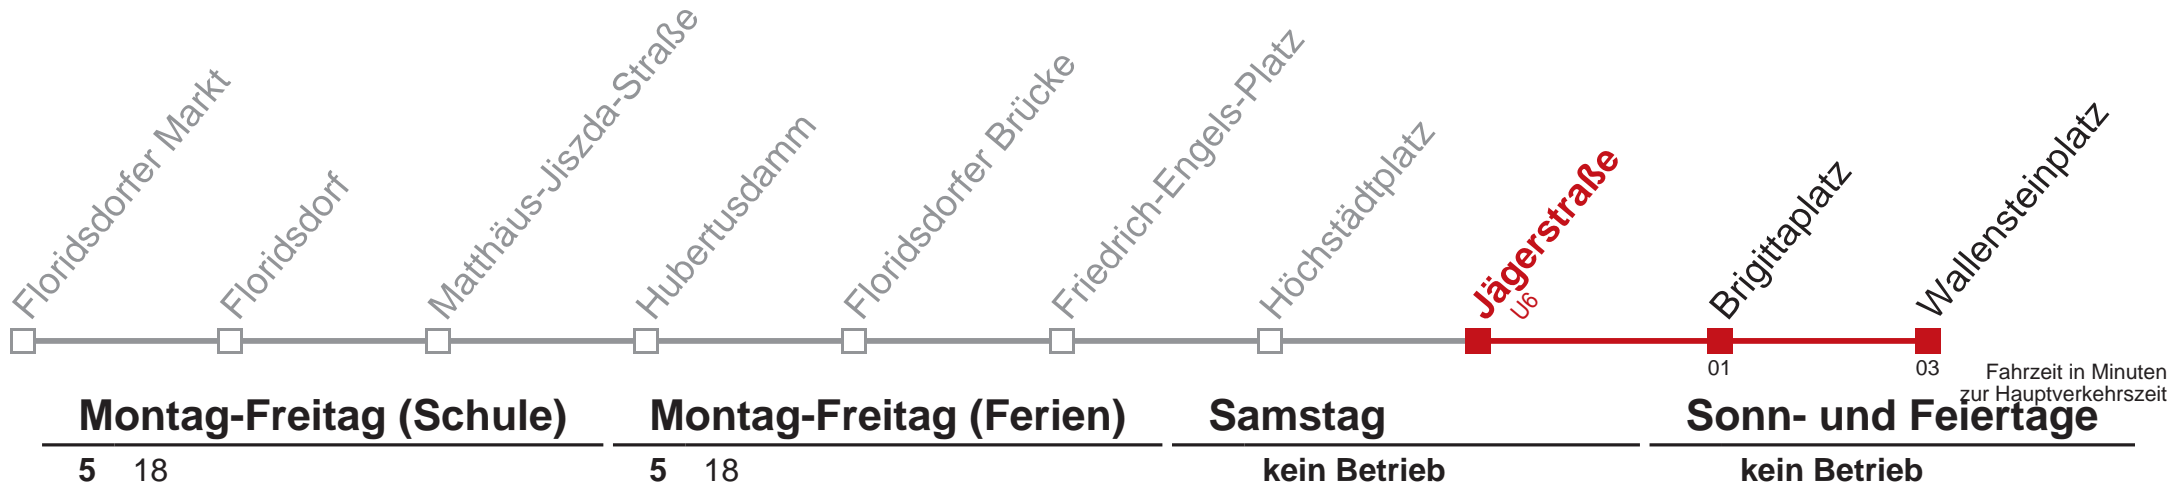 Floridsdorfer Markt
Floridsdorf
Matthäus-Jiszda-Straße
Hubertusdamm
Floridsdorfer Brücke
Friedrich-Engels-Platz
Höchstädtplatz
Jägerstraße
U6
Brigittaplatz
Wallensteinplatz
01
03
Fahrzeit in Minuten
zur Hauptverkehrszeit
Montag-Freitag (Schule)
5 18
Montag-Freitag (Ferien)
5 18
Samstag
kein Betrieb
Sonn- und Feiertage
kein Betrieb